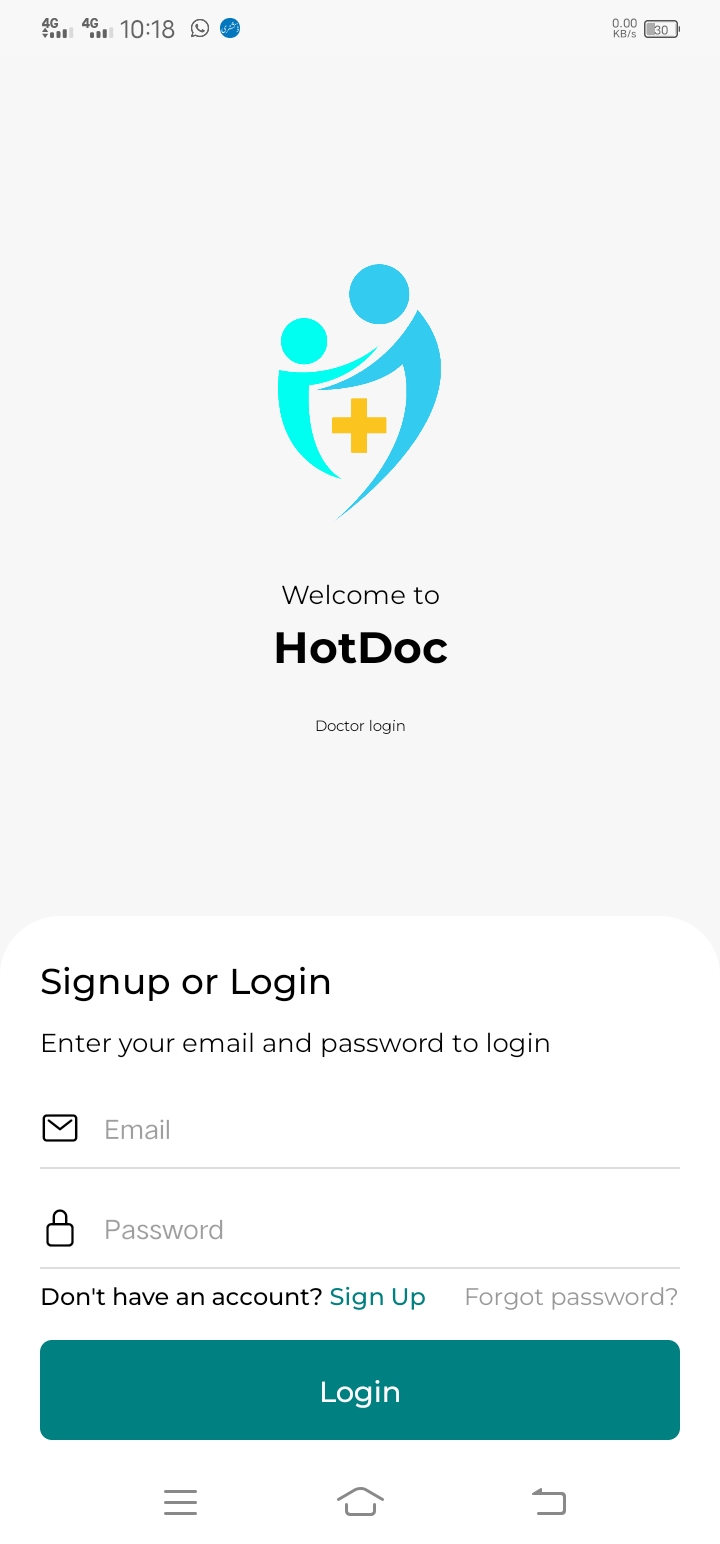 4G 4G 10:18 0.00 KB/s 30
Welcome to
HotDoc
Doctor login
Signup or Login
Enter your email and password to login
Email
Password
Don't have an account? Sign Up Forgot password?
Login